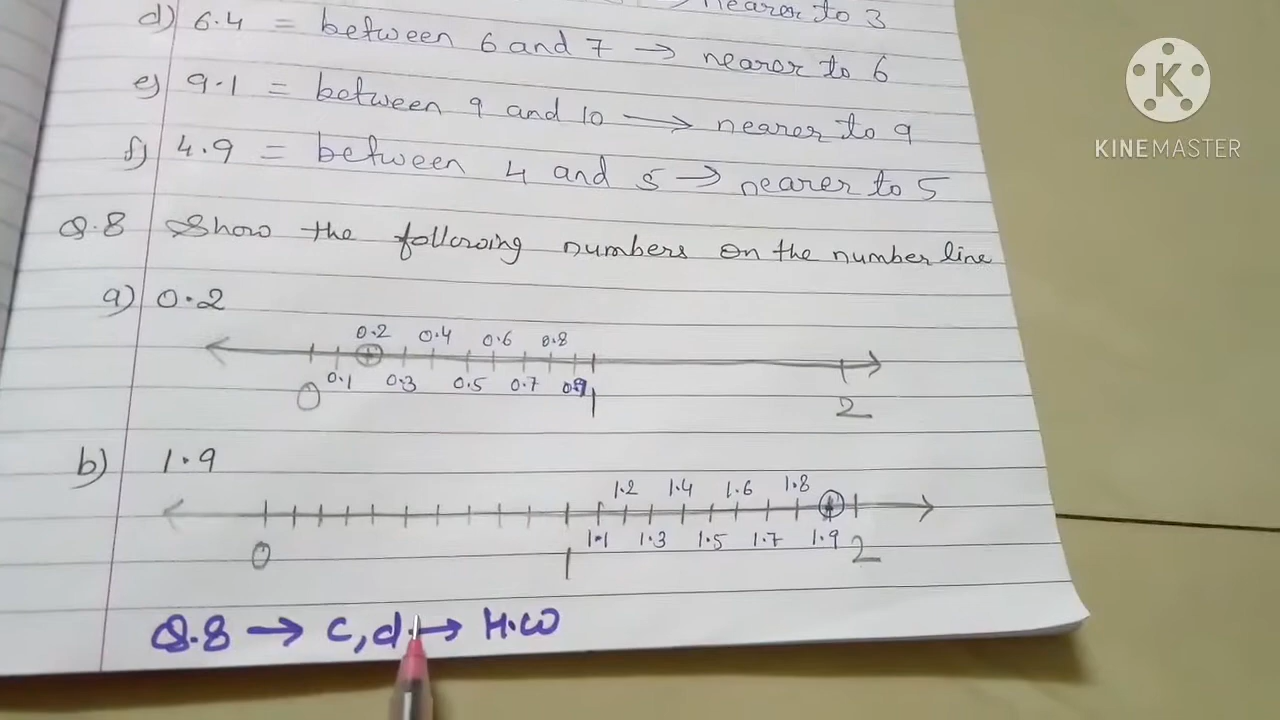 nearer to 3
d) 6.4 = between 6 and 7 → nearer to 6
e) 9.1 = between 9 and 10 → nearer to 9
f) 4.9 = between 4 and 5 → nearer to 5
Q.8 Show the following numbers on the number line
a) 0.2
0.2 0.4 0.6 0.8
0.1 0.3 0.5 0.7 0.9
0 1 2
b) 1.9
1.2 1.4 1.6 1.8
1.1 1.3 1.5 1.7 1.9
0 1 2
Q.8 → c, d → H.W
K
KINEMASTER